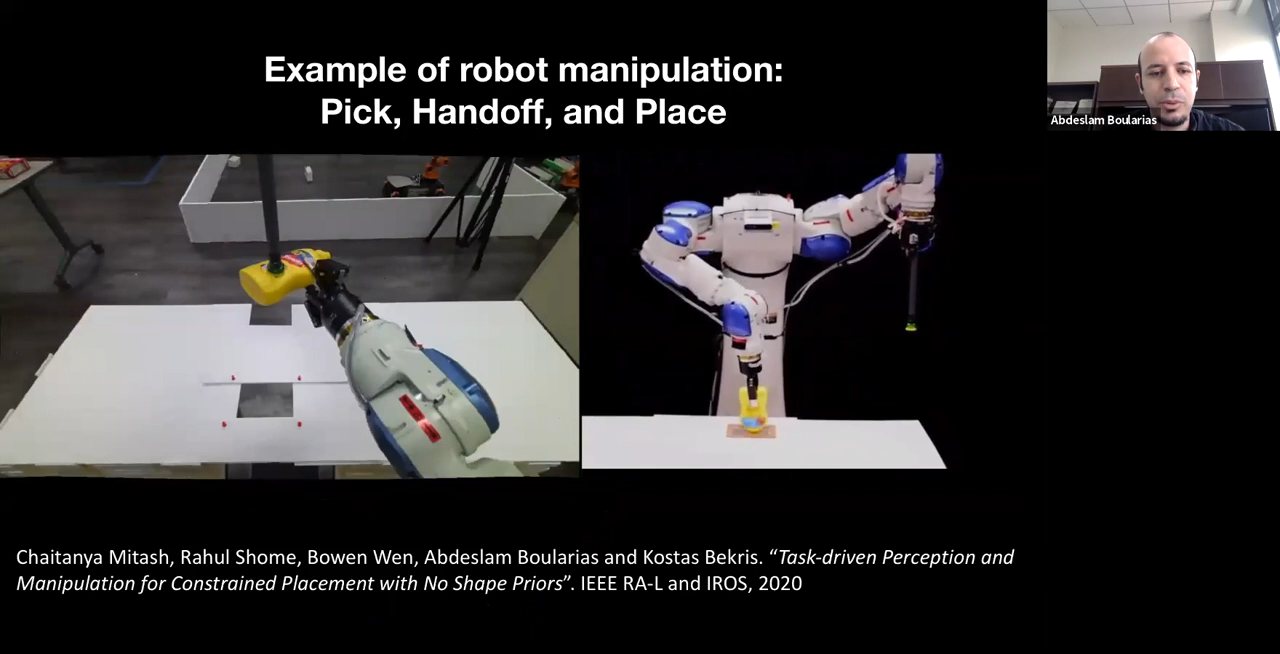 Example of robot manipulation:
Pick, Handoff, and Place
Abdeslam Boularias
Chaitanya Mitash, Rahul Shome, Bowen Wen, Abdeslam Boularias and Kostas Bekris. “Task-driven Perception and
Manipulation for Constrained Placement with No Shape Priors”. IEEE RA-L and IROS, 2020